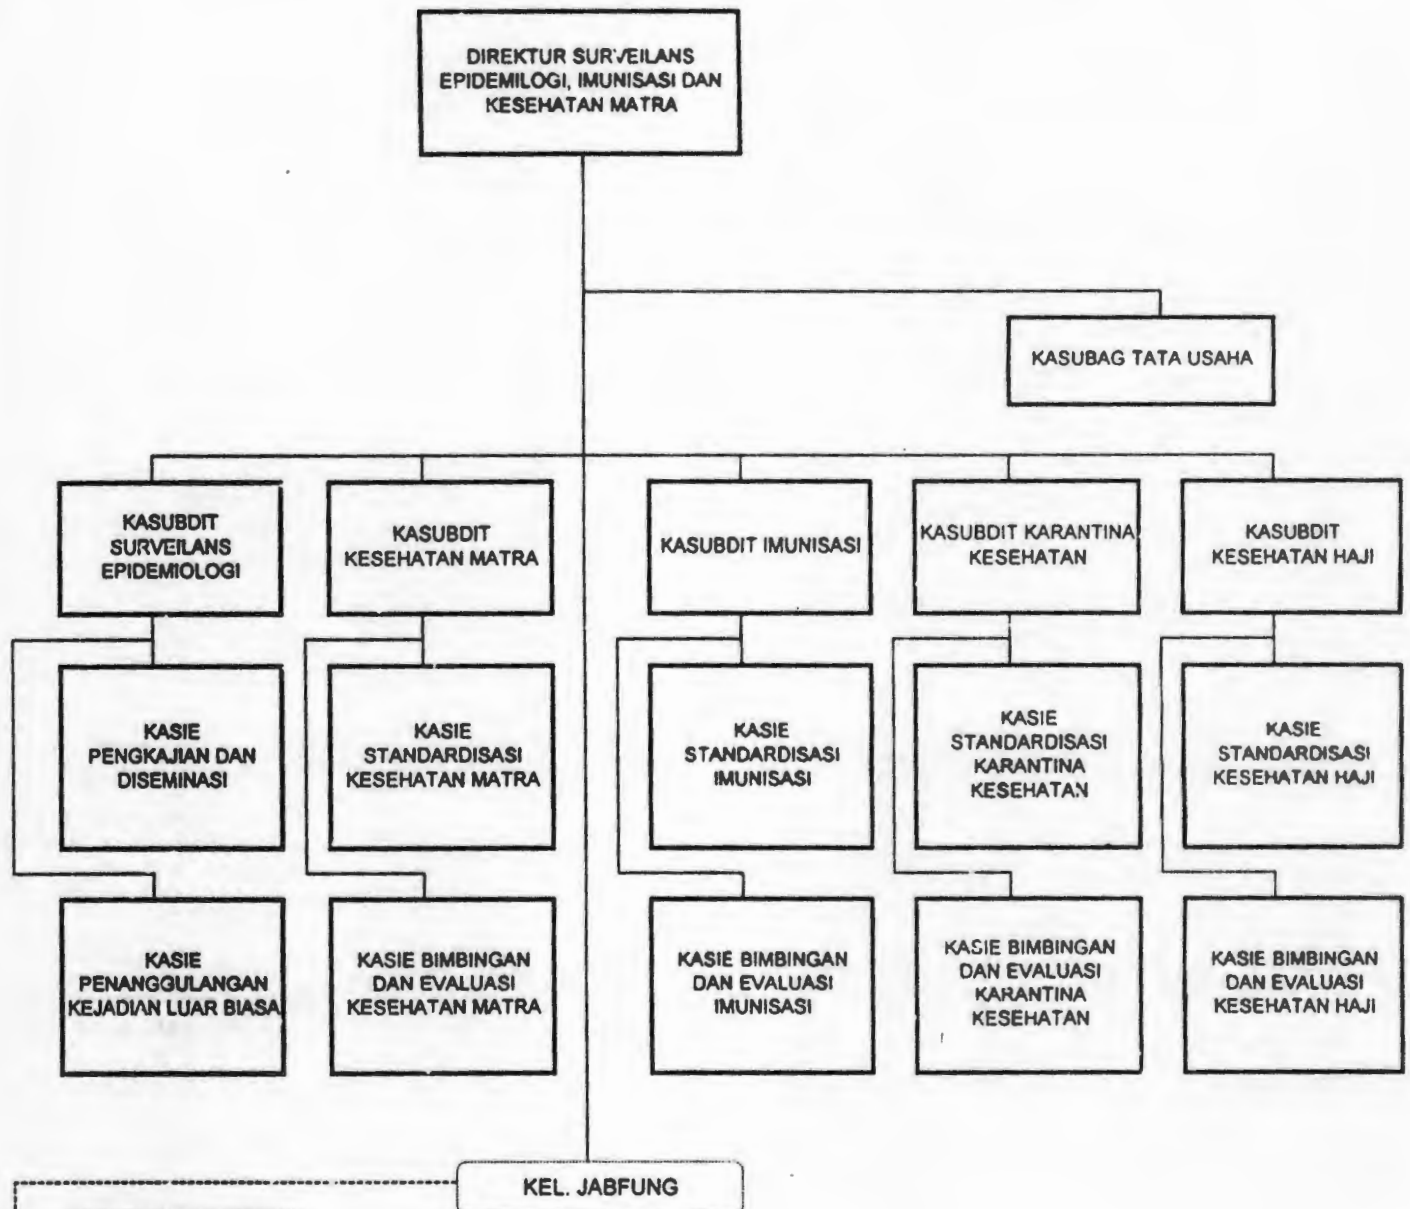 DIREKTUR SURVEILANS
EPIDEMILOGI, IMUNISASI DAN
KESEHATAN MATRA
KASUBAG TATA USAHA
KASUBDIT
SURVEILANS
EPIDEMIOLOGI
KASUBDIT
KESEHATAN MATRA
KASUBDIT IMUNISASI
KASUBDIT KARANTINA
KESEHATAN
KASUBDIT
KESEHATAN HAJI
KASIE
PENGKAJIAN DAN
DISEMINASI
KASIE
STANDARDISASI
KESEHATAN MATRA
KASIE
STANDARDISASI
IMUNISASI
KASIE
STANDARDISASI
KARANTINA
KESEHATAN
KASIE
STANDARDISASI
KESEHATAN HAJI
KASIE
PENANGGULANGAN
KEJADIAN LUAR BIASA
KASIE BIMBINGAN
DAN EVALUASI
KESEHATAN MATRA
KASIE BIMBINGAN
DAN EVALUASI
IMUNISASI
KASIE BIMBINGAN
DAN EVALUASI
KARANTINA
KESEHATAN
KASIE BIMBINGAN
DAN EVALUASI
KESEHATAN HAJI
KEL. JABFUNG